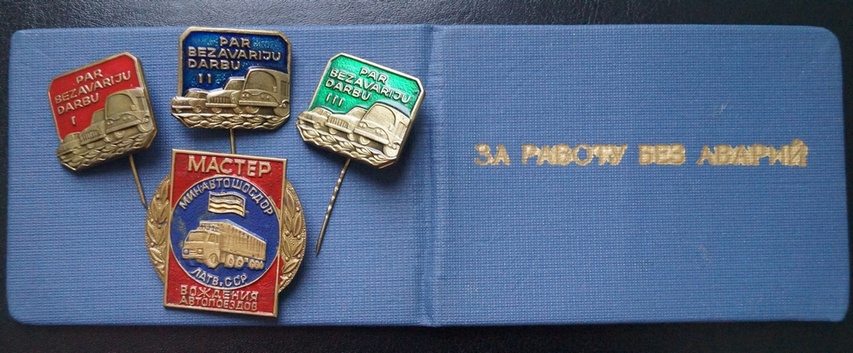 PAR
BEZAVARIJU
DARBU
I
PAR
BEZAVARIJU
DARBU
II
PAR
BEZAVARIJU
DARBU
III
МАСТЕР
МИНАВТОШОСДОР
ЛАТВ.ССР
ВОЖДЕНИЯ
АВТОПОЕЗДОВ
ЗА РАБОТУ БЕЗ АВАРИЙ